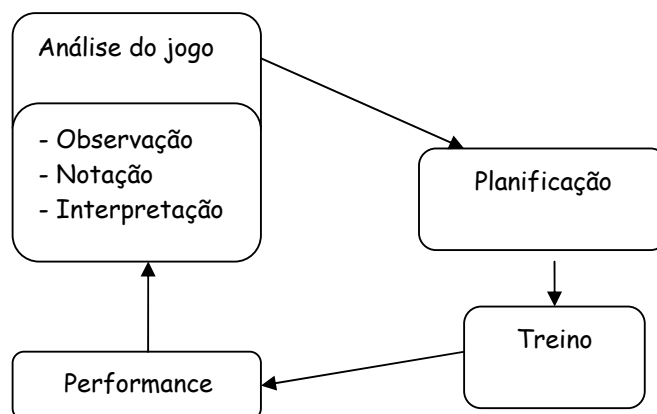 Análise do jogo
- Observação
- Notação
- Interpretação
Planificação
Treino
Performance